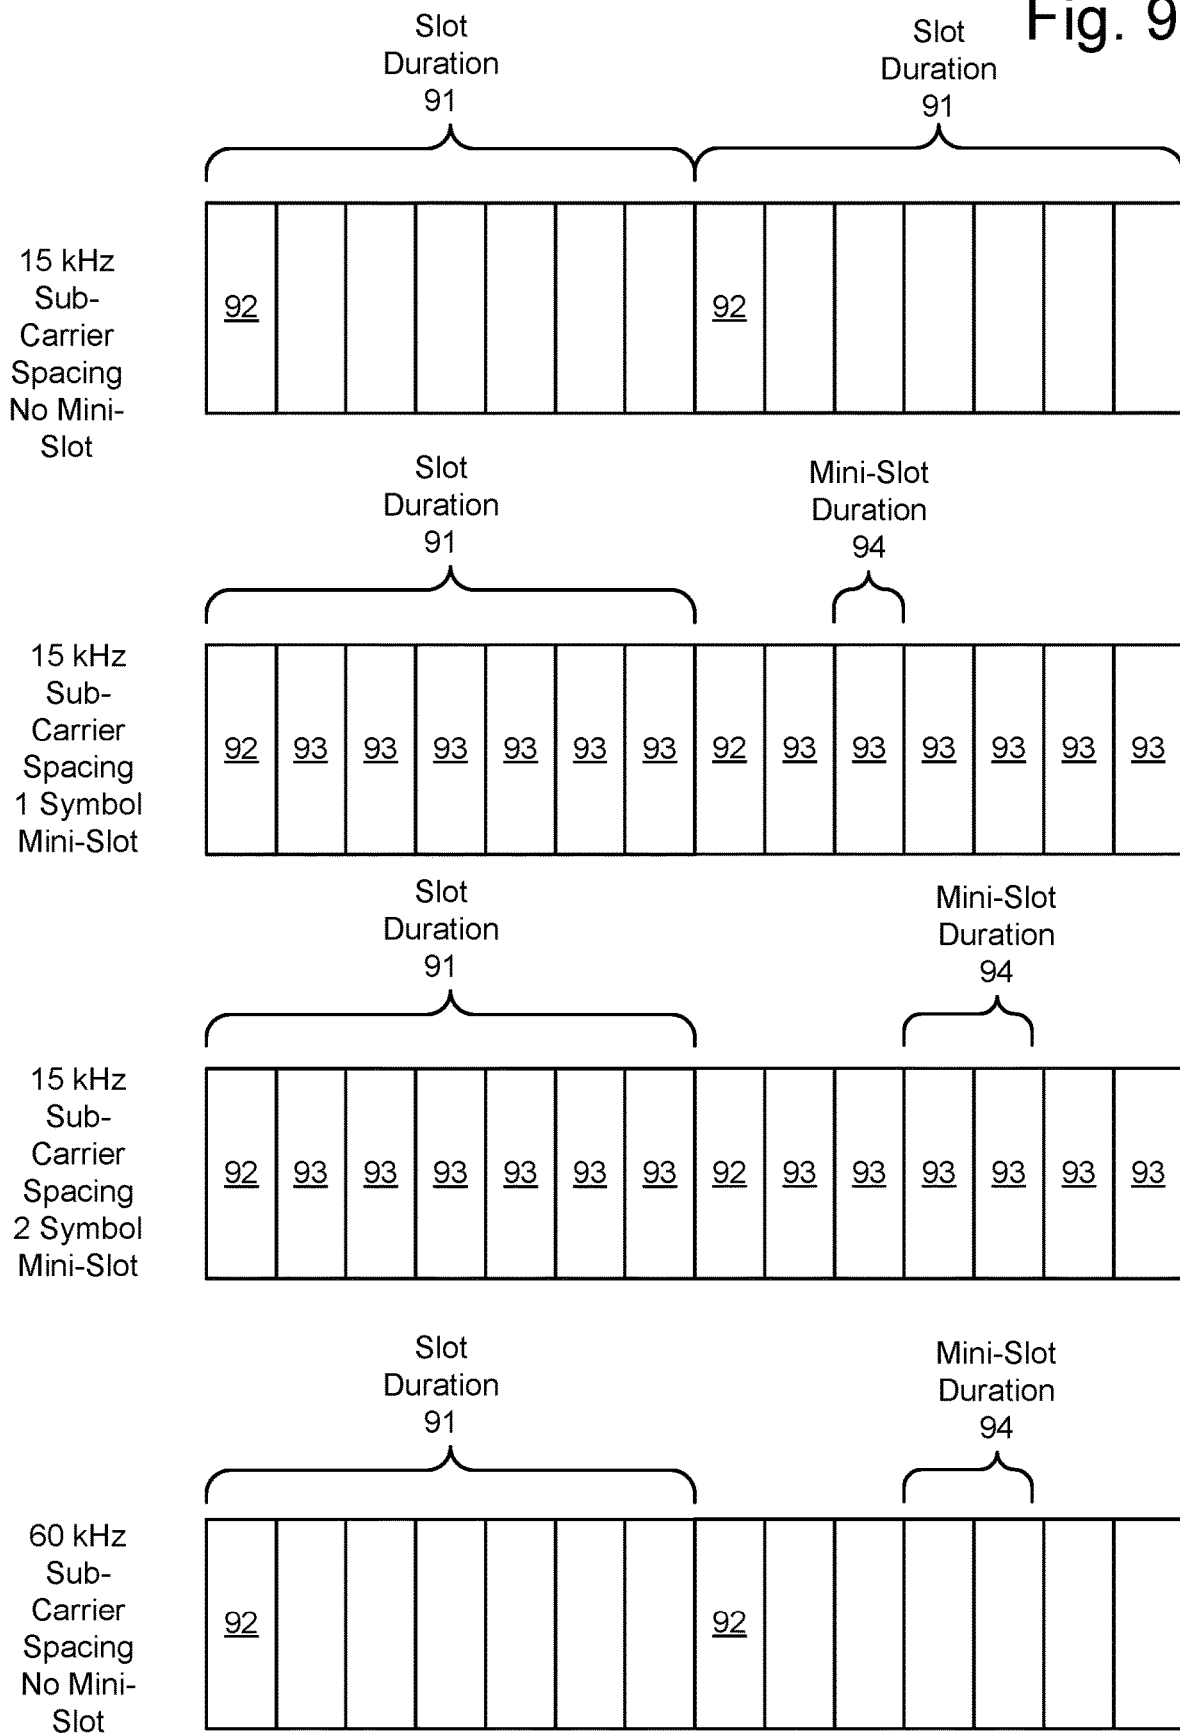 Fig. 9
Slot
Duration
91
Slot
Duration
91
15 kHz
Sub-
Carrier
Spacing
No Mini-
Slot
92
92
Slot
Duration
91
Mini-Slot
Duration
94
15 kHz
Sub-
Carrier
Spacing
1 Symbol
Mini-Slot
92 93 93 93 93 93 93 92 93 93 93 93 93 93
Slot
Duration
91
Mini-Slot
Duration
94
15 kHz
Sub-
Carrier
Spacing
2 Symbol
Mini-Slot
92 93 93 93 93 93 93 92 93 93 93 93 93 93
Slot
Duration
91
Mini-Slot
Duration
94
60 kHz
Sub-
Carrier
Spacing
No Mini-
Slot
92
92